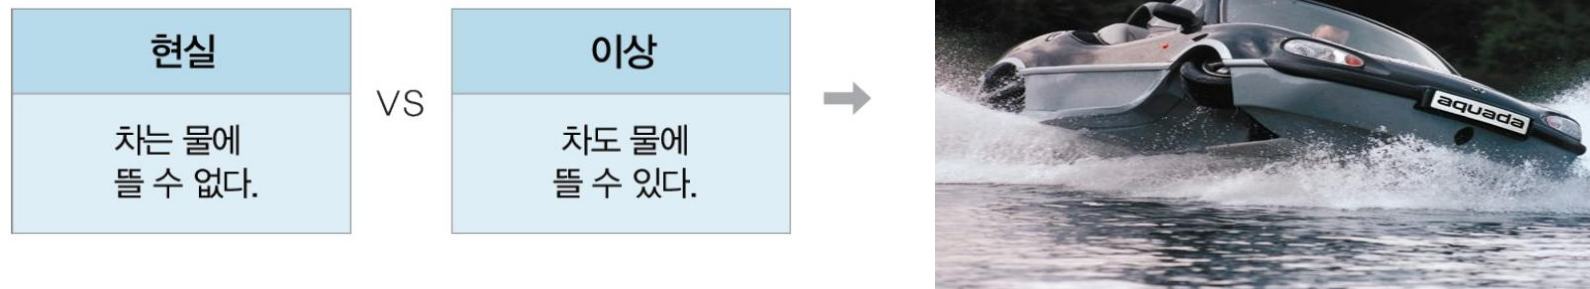 현실
차는 물에
뜰 수 없다.
VS
이상
차도 물에
뜰 수 있다.
aquada